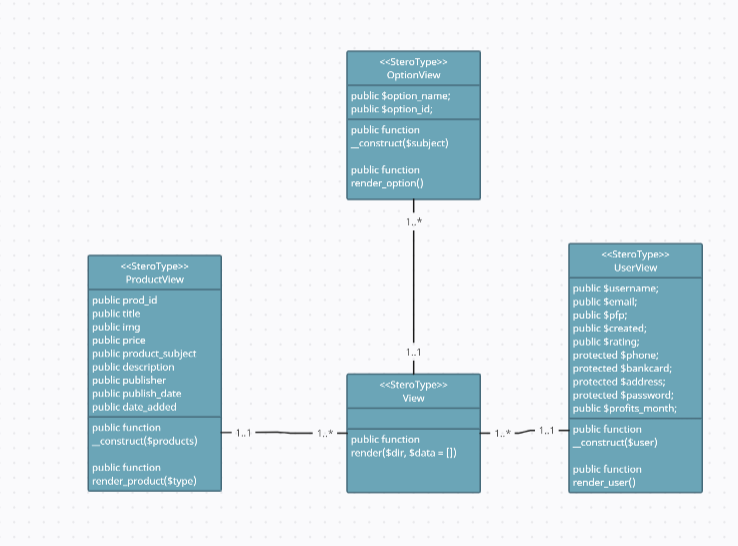 <<SteroType>>
OptionView
public $option_name;
public $option_id;
public function
__construct($subject)
public function
render_option()
1..*
1..1
<<SteroType>>
ProductView
public prod_id
public title
public img
public price
public product_subject
public description
public publisher
public publish_date
public date_added
public function
__construct($products)
public function
render_product($type)
1..1
1..*
<<SteroType>>
View
public function
render($dir, $data = [])
1..*
1..1
<<SteroType>>
UserView
public $username;
public $email;
public $pfp;
public $created;
public $rating;
protected $phone;
protected $bankcard;
protected $address;
protected $password;
public $profits_month;
public function
__construct($user)
public function
render_user()